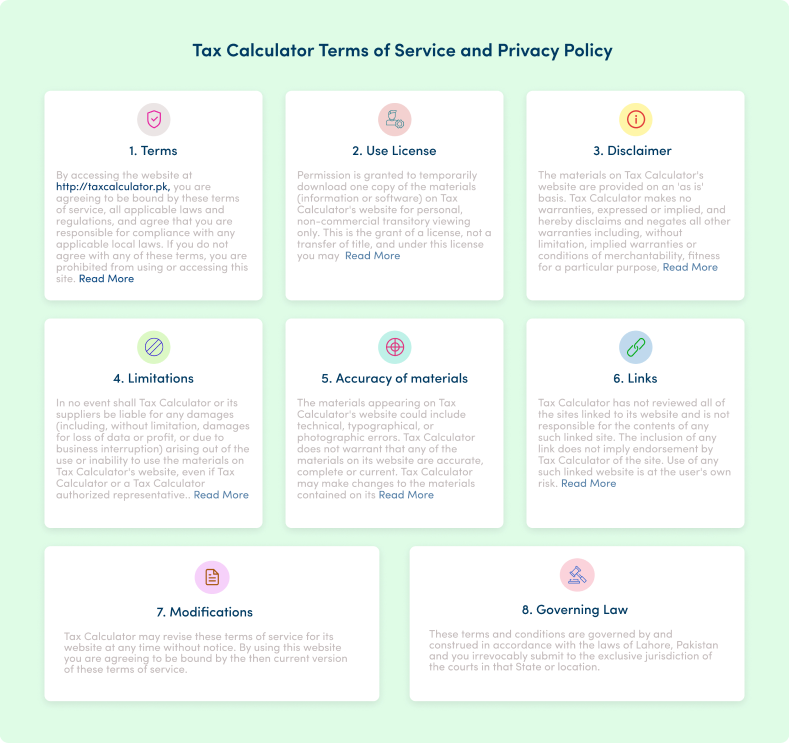 Tax Calculator Terms of Service and Privacy Policy
1. Terms
By accessing the website at
http://taxcalculator.pk, you are
agreeing to be bound by these terms
of service, all applicable laws and
regulations, and agree that you are
responsible for compliance with any
applicable local laws. If you do not
agree with any of these terms, you are
prohibited from using or accessing this
site. Read More
2. Use License
Permission is granted to temporarily
download one copy of the materials
(information or software) on Tax
Calculator's website for personal,
non-commercial transitory viewing
only. This is the grant of a license, not a
transfer of title, and under this license
you may Read More
3. Disclaimer
The materials on Tax Calculator's
website are provided on an 'as is'
basis. Tax Calculator makes no
warranties, expressed or implied, and
hereby disclaims and negates all other
warranties including, without
limitation, implied warranties or
conditions of merchantability, fitness
for a particular purpose, Read More
4. Limitations
In no event shall Tax Calculator or its
suppliers be liable for any damages
(including, without limitation, damages
for loss of data or profit, or due to
business interruption) arising out of the
use or inability to use the materials on
Tax Calculator's website, even if Tax
Calculator or a Tax Calculator
authorized representative.. Read More
5. Accuracy of materials
The materials appearing on Tax
Calculator's website could include
technical, typographical, or
photographic errors. Tax Calculator
does not warrant that any of the
materials on its website are accurate,
complete or current. Tax Calculator
may make changes to the materials
contained on its Read More
6. Links
Tax Calculator has not reviewed all of
the sites linked to its website and is not
responsible for the contents of any
such linked site. The inclusion of any
link does not imply endorsement by
Tax Calculator of the site. Use of any
such linked website is at the user's own
risk. Read More
7. Modifications
Tax Calculator may revise these terms of service for its
website at any time without notice. By using this website
you are agreeing to be bound by the then current version
of these terms of service.
8. Governing Law
These terms and conditions are governed by and
construed in accordance with the laws of Lahore, Pakistan
and you irrevocably submit to the exclusive jurisdiction of
the courts in that State or location.